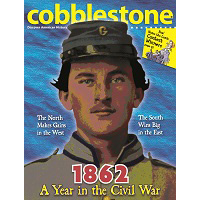 cobblestone
Discover American History
G
The North
Makes Gains
in the West
The South
Wins Big
in the East
1862
A Year in the Civil War